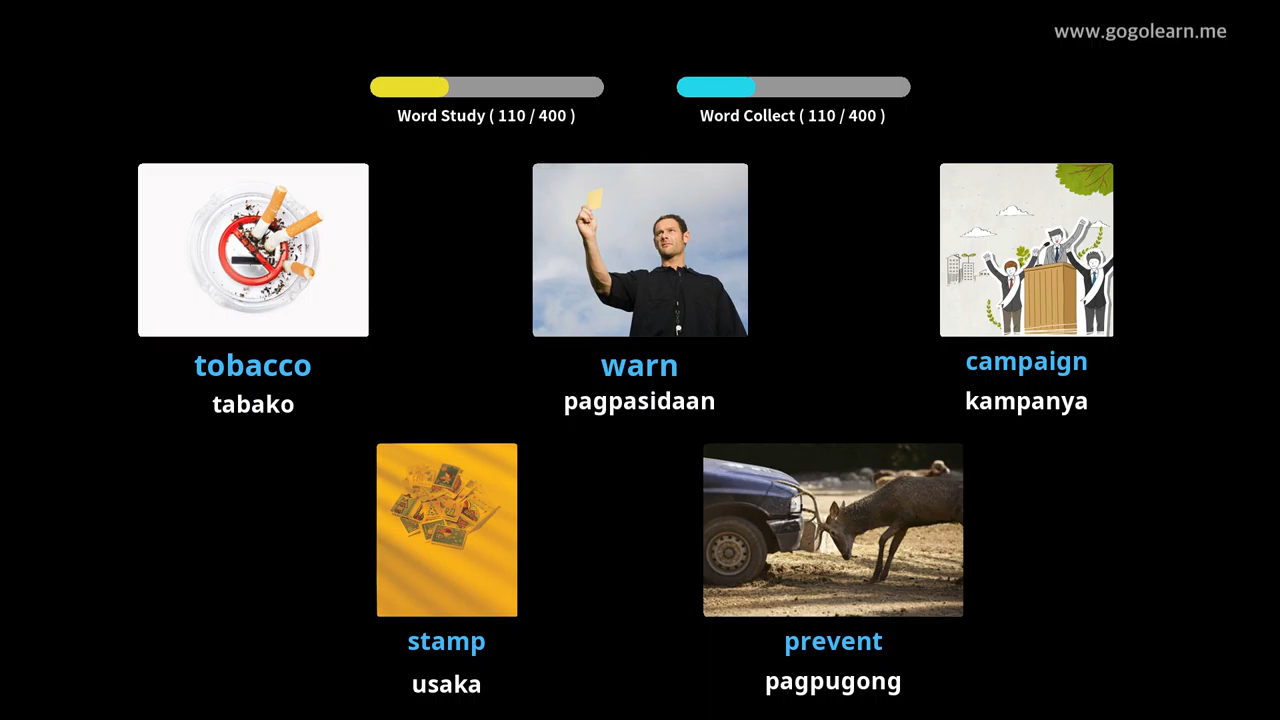 www.gogolearn.me
Word Study ( 110 / 400 )
Word Collect ( 110 / 400 )
tobacco
tabako
warn
pagpasidaan
campaign
kampanya
stamp
usaka
prevent
pagpugong